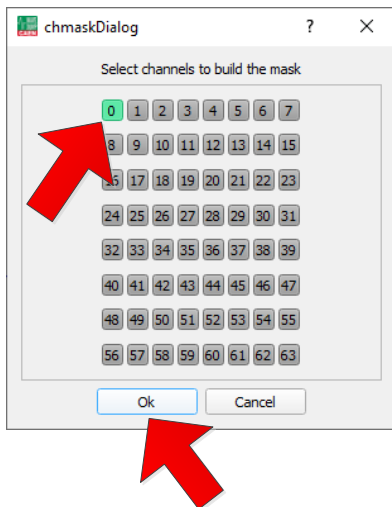 CAEN chmaskDialog ? ×
Select channels to build the mask
0 1 2 3 4 5 6 7
8 9 10 11 12 13 14 15
16 17 18 19 20 21 22 23
24 25 26 27 28 29 30 31
32 33 34 35 36 37 38 39
40 41 42 43 44 45 46 47
48 49 50 51 52 53 54 55
56 57 58 59 60 61 62 63
Ok Cancel